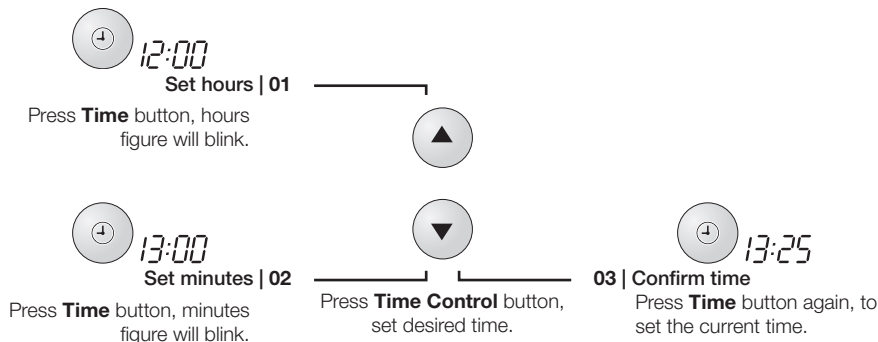 12:00
Set hours | 01
Press Time button, hours
figure will blink.
13:00
Set minutes | 02
Press Time button, minutes
figure will blink.
Press Time Control button,
set desired time.
13:25
03 | Confirm time
Press Time button again, to
set the current time.